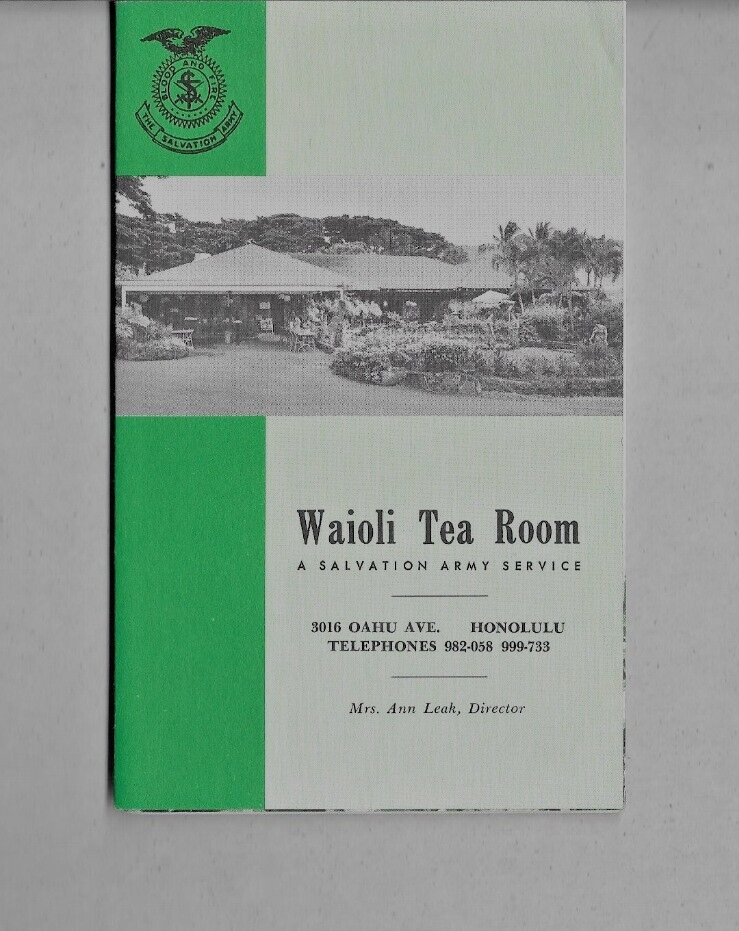 BLOOD AND FIRE
S
THE SALVATION ARMY
Waioli Tea Room
A SALVATION ARMY SERVICE
3016 OAHU AVE. HONOLULU
TELEPHONES 982-058 999-733
Mrs. Ann Leak, Director